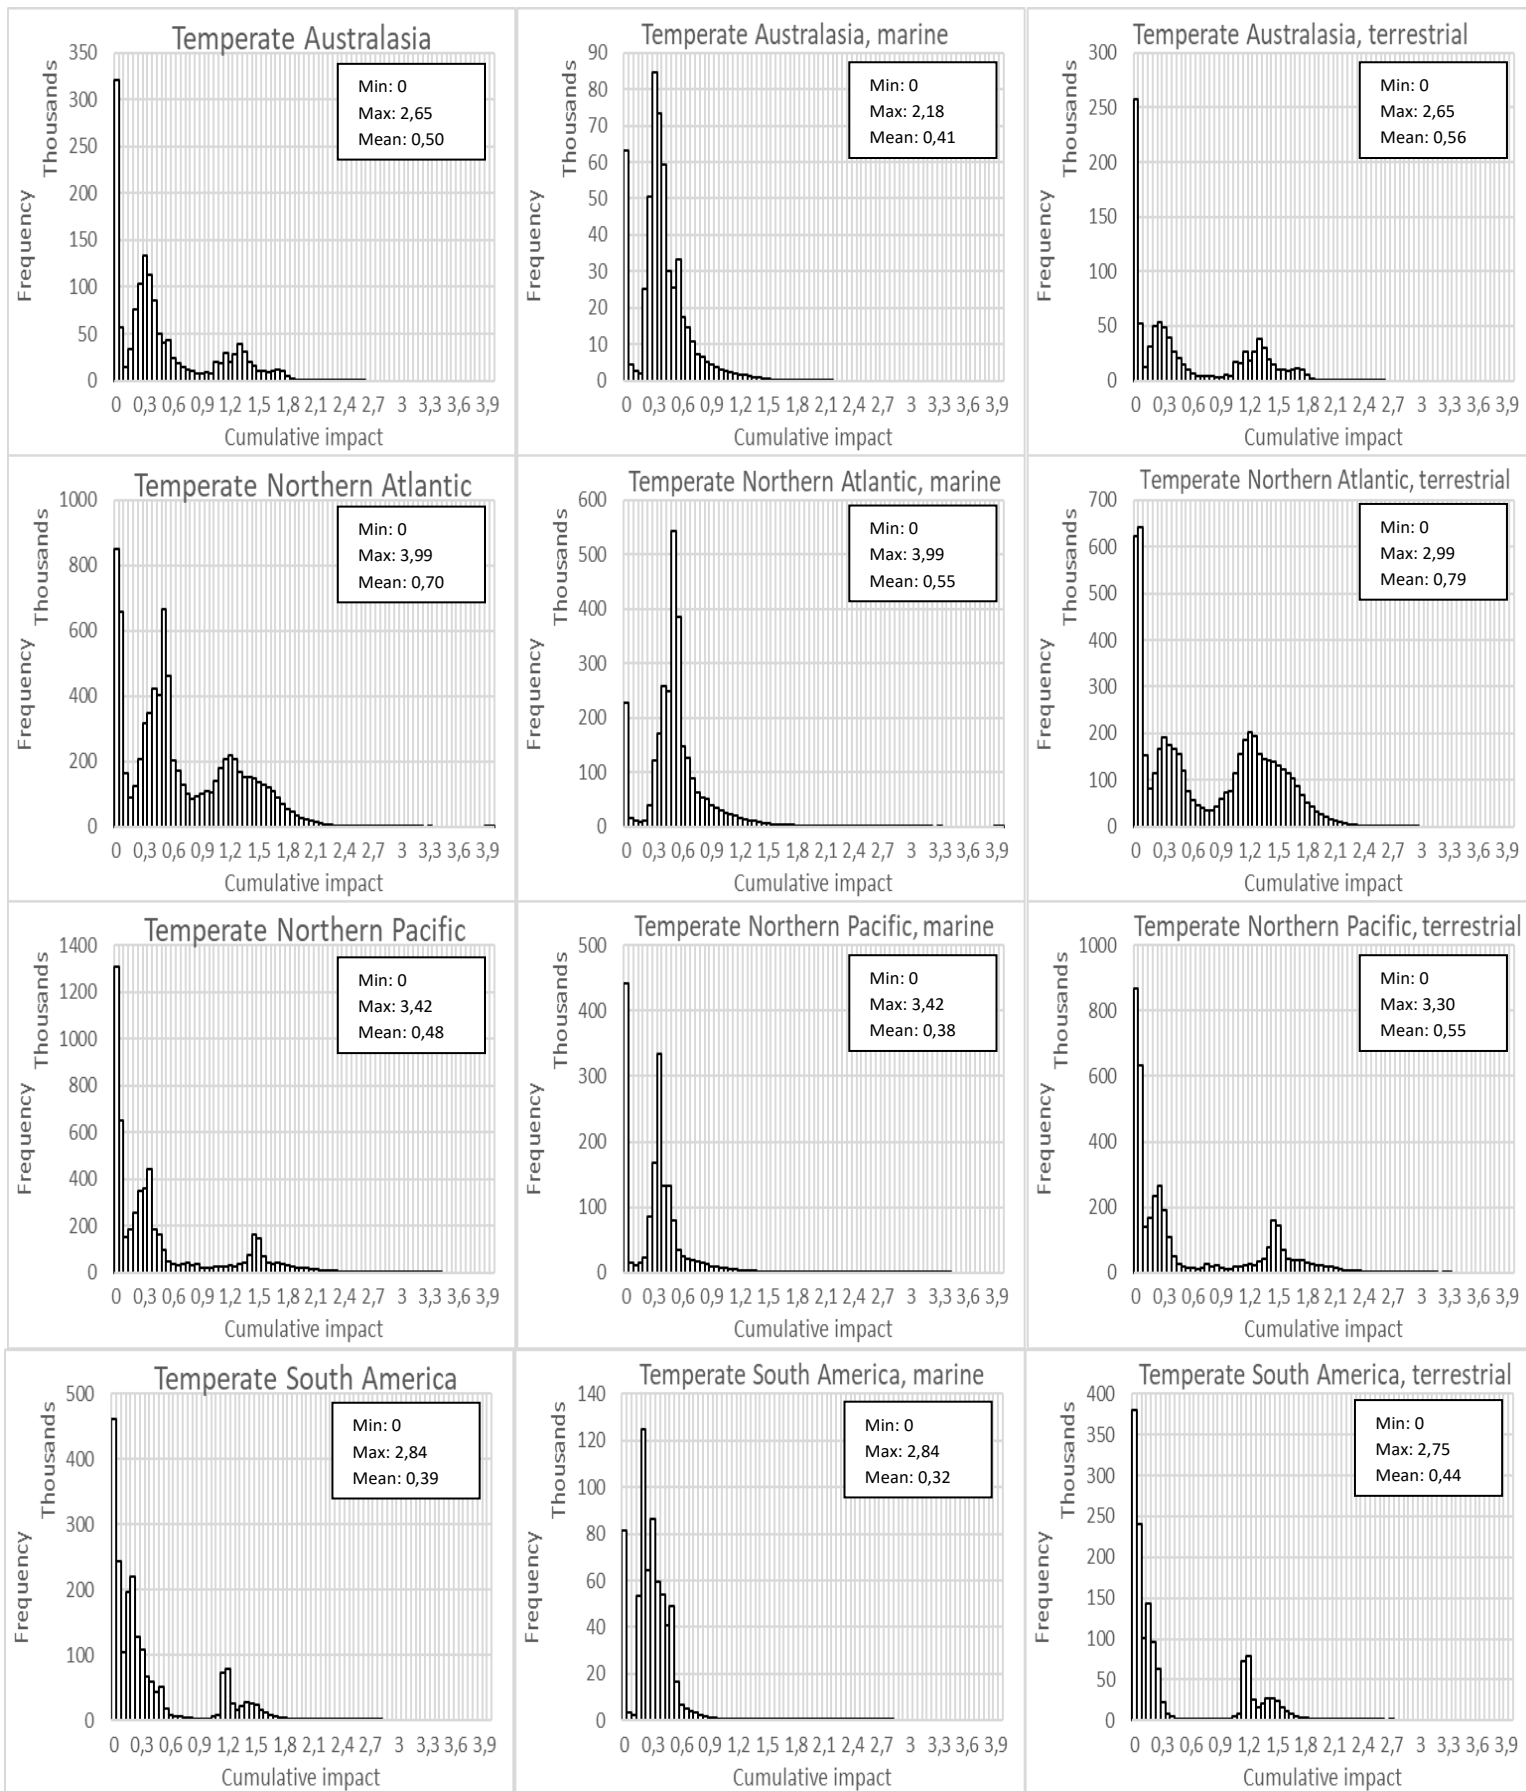 Temperate Australasia
350
300
250
200
150
100
50
0
Thousands
Frequency
Min: 0
Max: 2,65
Mean: 0,50
0 0,3 0,6 0,9 1,2 1,5 1,8 2,1 2,4 2,7 3 3,3 3,6 3,9
Cumulative impact
Temperate Australasia, marine
90
80
70
60
50
40
30
20
10
0
Thousands
Frequency
Min: 0
Max: 2,18
Mean: 0,41
0 0,3 0,6 0,9 1,2 1,5 1,8 2,1 2,4 2,7 3 3,3 3,6 3,9
Cumulative impact
Temperate Australasia, terrestrial
300
250
200
150
100
50
0
Thousands
Frequency
Min: 0
Max: 2,65
Mean: 0,56
0 0,3 0,6 0,9 1,2 1,5 1,8 2,1 2,4 2,7 3 3,3 3,6 3,9
Cumulative impact
Temperate Northern Atlantic
1000
800
600
400
200
0
Thousands
Frequency
Min: 0
Max: 3,99
Mean: 0,70
0 0,3 0,6 0,9 1,2 1,5 1,8 2,1 2,4 2,7 3 3,3 3,6 3,9
Cumulative impact
Temperate Northern Atlantic, marine
600
500
400
300
200
100
0
Thousands
Frequency
Min: 0
Max: 3,99
Mean: 0,55
0 0,3 0,6 0,9 1,2 1,5 1,8 2,1 2,4 2,7 3 3,3 3,6 3,9
Cumulative impact
Temperate Northern Atlantic, terrestrial
700
600
500
400
300
200
100
0
Thousands
Frequency
Min: 0
Max: 2,99
Mean: 0,79
0 0,3 0,6 0,9 1,2 1,5 1,8 2,1 2,4 2,7 3 3,3 3,6 3,9
Cumulative impact
Temperate Northern Pacific
1400
1200
1000
800
600
400
200
0
Thousands
Frequency
Min: 0
Max: 3,42
Mean: 0,48
0 0,3 0,6 0,9 1,2 1,5 1,8 2,1 2,4 2,7 3 3,3 3,6 3,9
Cumulative impact
Temperate Northern Pacific, marine
500
400
300
200
100
0
Thousands
Frequency
Min: 0
Max: 3,42
Mean: 0,38
0 0,3 0,6 0,9 1,2 1,5 1,8 2,1 2,4 2,7 3 3,3 3,6 3,9
Cumulative impact
Temperate Northern Pacific, terrestrial
1000
800
600
400
200
0
Thousands
Frequency
Min: 0
Max: 3,30
Mean: 0,55
0 0,3 0,6 0,9 1,2 1,5 1,8 2,1 2,4 2,7 3 3,3 3,6 3,9
Cumulative impact
Temperate South America
500
400
300
200
100
0
Thousands
Frequency
Min: 0
Max: 2,84
Mean: 0,39
0 0,3 0,6 0,9 1,2 1,5 1,8 2,1 2,4 2,7 3 3,3 3,6 3,9
Cumulative impact
Temperate South America, marine
140
120
100
80
60
40
20
0
Thousands
Frequency
Min: 0
Max: 2,84
Mean: 0,32
0 0,3 0,6 0,9 1,2 1,5 1,8 2,1 2,4 2,7 3 3,3 3,6 3,9
Cumulative impact
Temperate South America, terrestrial
400
350
300
250
200
150
100
50
0
Thousands
Frequency
Min: 0
Max: 2,75
Mean: 0,44
0 0,3 0,6 0,9 1,2 1,5 1,8 2,1 2,4 2,7 3 3,3 3,6 3,9
Cumulative impact